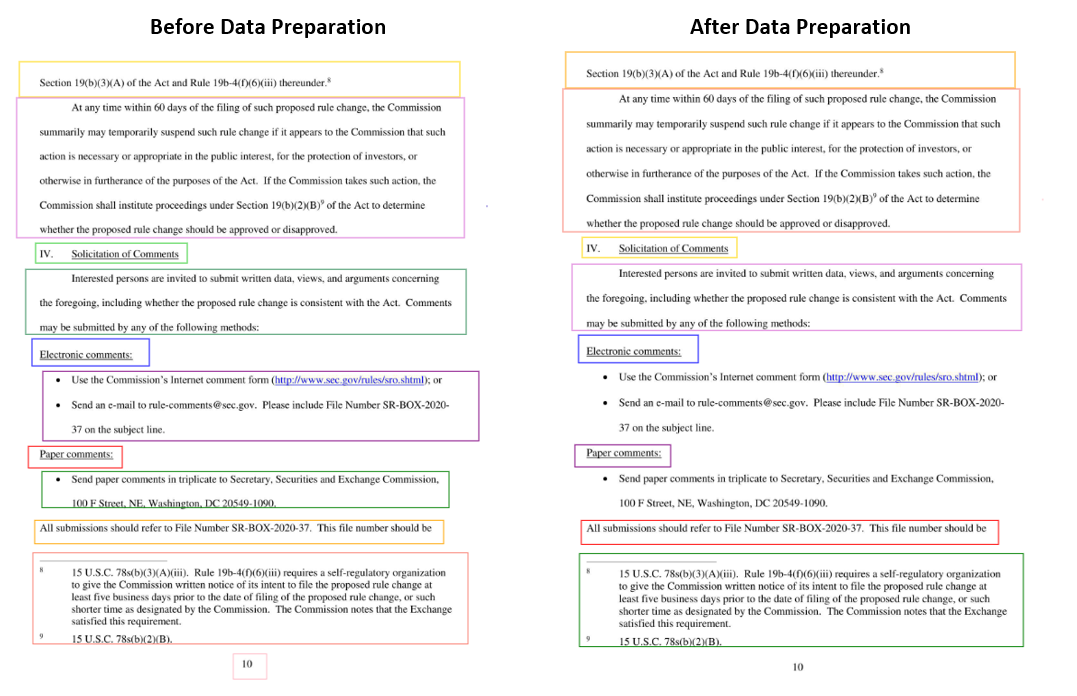 Before Data Preparation
Section 19(b)(3)(A) of the Act and Rule 19b-4(f)(6)(iii) thereunder.8
At any time within 60 days of the filing of such proposed rule change, the Commission
summarily may temporarily suspend such rule change if it appears to the Commission that such
action is necessary or appropriate in the public interest, for the protection of investors, or
otherwise in furtherance of the purposes of the Act.  If the Commission takes such action, the
Commission shall institute proceedings under Section 19(b)(2)(B)9 of the Act to determine
whether the proposed rule change should be approved or disapproved.
IV. Solicitation of Comments
Interested persons are invited to submit written data, views, and arguments concerning
the foregoing, including whether the proposed rule change is consistent with the Act.  Comments
may be submitted by any of the following methods:
Electronic comments:
• Use the Commission's Internet comment form (http://www.sec.gov/rules/sro.shtml); or
• Send an e-mail to rule-comments@sec.gov.  Please include File Number SR-BOX-2020-
37 on the subject line.
Paper comments:
• Send paper comments in triplicate to Secretary, Securities and Exchange Commission,
100 F Street, NE, Washington, DC 20549-1090.
All submissions should refer to File Number SR-BOX-2020-37.  This file number should be
8 15 U.S.C. 78s(b)(3)(A)(iii).  Rule 19b-4(f)(6)(iii) requires a self-regulatory organization
to give the Commission written notice of its intent to file the proposed rule change at
least five business days prior to the date of filing of the proposed rule change, or such
shorter time as designated by the Commission.  The Commission notes that the Exchange
satisfied this requirement.
9 15 U.S.C. 78s(b)(2)(B).
10
After Data Preparation
Section 19(b)(3)(A) of the Act and Rule 19b-4(f)(6)(iii) thereunder.8
At any time within 60 days of the filing of such proposed rule change, the Commission
summarily may temporarily suspend such rule change if it appears to the Commission that such
action is necessary or appropriate in the public interest, for the protection of investors, or
otherwise in furtherance of the purposes of the Act.  If the Commission takes such action, the
Commission shall institute proceedings under Section 19(b)(2)(B)9 of the Act to determine
whether the proposed rule change should be approved or disapproved.
IV. Solicitation of Comments
Interested persons are invited to submit written data, views, and arguments concerning
the foregoing, including whether the proposed rule change is consistent with the Act.  Comments
may be submitted by any of the following methods:
Electronic comments:
• Use the Commission's Internet comment form (http://www.sec.gov/rules/sro.shtml); or
• Send an e-mail to rule-comments@sec.gov.  Please include File Number SR-BOX-2020-
37 on the subject line.
Paper comments:
• Send paper comments in triplicate to Secretary, Securities and Exchange Commission,
100 F Street, NE, Washington, DC 20549-1090.
All submissions should refer to File Number SR-BOX-2020-37.  This file number should be
8 15 U.S.C. 78s(b)(3)(A)(iii).  Rule 19b-4(f)(6)(iii) requires a self-regulatory organization
to give the Commission written notice of its intent to file the proposed rule change at
least five business days prior to the date of filing of the proposed rule change, or such
shorter time as designated by the Commission.  The Commission notes that the Exchange
satisfied this requirement.
9 15 U.S.C. 78s(b)(2)(B).
10